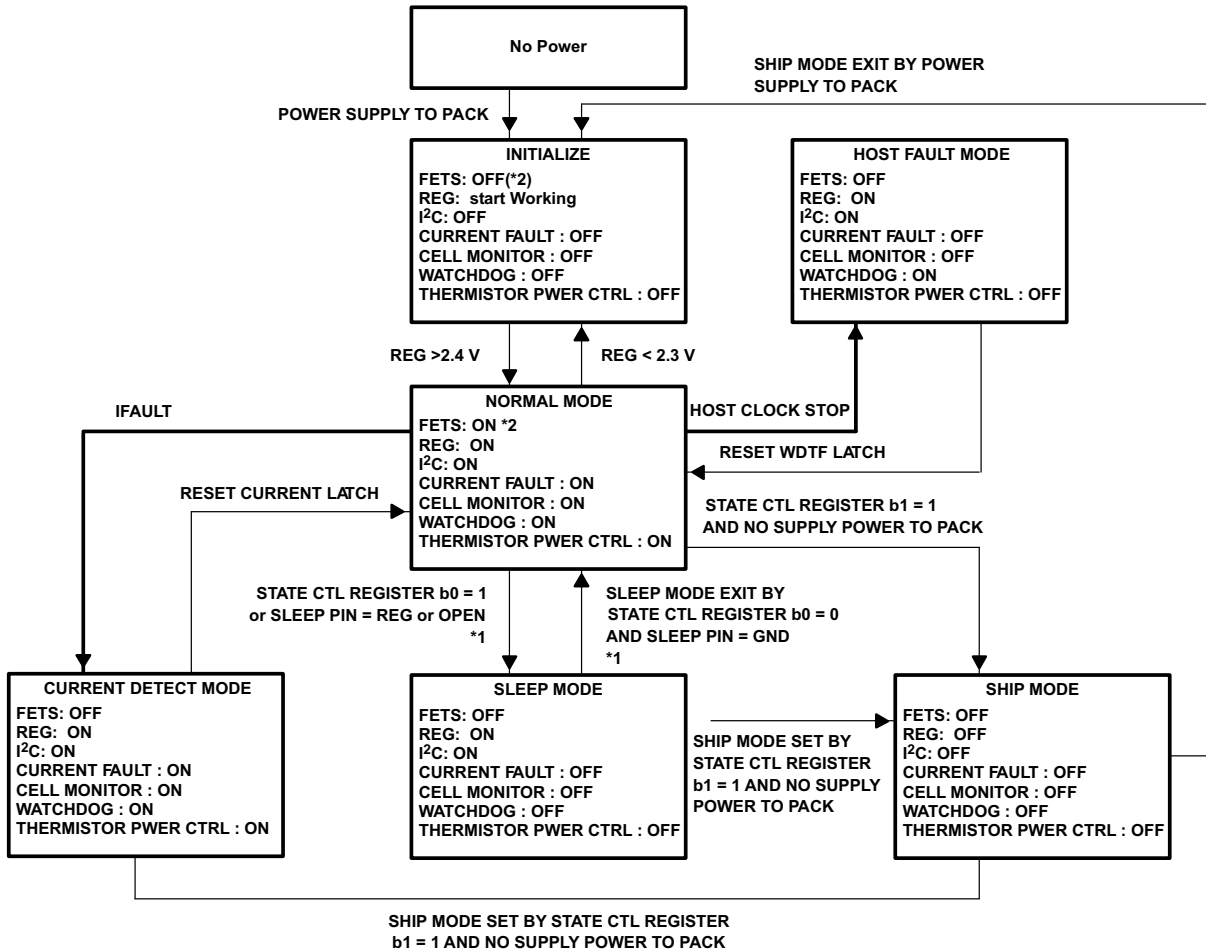 No Power
SHIP MODE EXIT BY POWER
SUPPLY TO PACK
POWER SUPPLY TO PACK
INITIALIZE
FETS: OFF(*2)
REG: start Working
I²C: OFF
CURRENT FAULT : OFF
CELL MONITOR : OFF
WATCHDOG : OFF
THERMISTOR PWER CTRL : OFF
HOST FAULT MODE
FETS: OFF
REG: ON
I²C: ON
CURRENT FAULT : OFF
CELL MONITOR : OFF
WATCHDOG : ON
THERMISTOR PWER CTRL : OFF
REG >2.4 V
REG < 2.3 V
IFAULT
NORMAL MODE
FETS: ON *2
REG: ON
I²C: ON
CURRENT FAULT : ON
CELL MONITOR : ON
WATCHDOG : ON
THERMISTOR PWER CTRL : ON
HOST CLOCK STOP
RESET WDTF LATCH
RESET CURRENT LATCH
STATE CTL REGISTER b1 = 1
AND NO SUPPLY POWER TO PACK
STATE CTL REGISTER b0 = 1
or SLEEP PIN = REG or OPEN
*1
SLEEP MODE EXIT BY
STATE CTL REGISTER b0 = 0
AND SLEEP PIN = GND
*1
CURRENT DETECT MODE
FETS: OFF
REG: ON
I²C: ON
CURRENT FAULT : ON
CELL MONITOR : ON
WATCHDOG : ON
THERMISTOR PWER CTRL : ON
SLEEP MODE
FETS: OFF
REG: ON
I²C: ON
CURRENT FAULT : OFF
CELL MONITOR : OFF
WATCHDOG : OFF
THERMISTOR PWER CTRL : OFF
SHIP MODE SET BY
STATE CTL REGISTER
b1 = 1 AND NO SUPPLY
POWER TO PACK
SHIP MODE
FETS: OFF
REG: OFF
I²C: OFF
CURRENT FAULT : OFF
CELL MONITOR : OFF
WATCHDOG : OFF
THERMISTOR PWER CTRL : OFF
SHIP MODE SET BY STATE CTL REGISTER
b1 = 1 AND NO SUPPLY POWER TO PACK